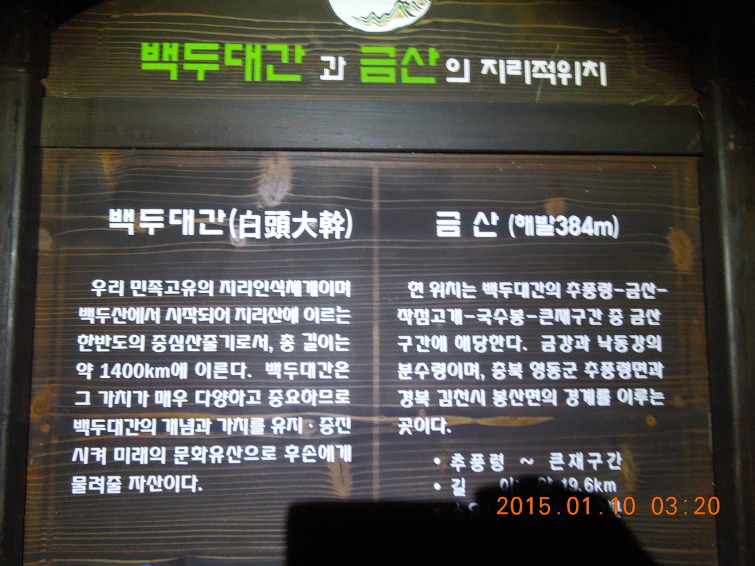 백두대간과 금산의 지리적위치
백두대간(白頭大幹)
우리 민족고유의 지리인식체계이며
백두산에서 시작되어 지리산에 이르는
한반도의 중심산줄기로서, 총 길이는
약 1400km에 이른다. 백두대간은
그 가치가 매우 다양하고 중요하므로
백두대간의 개념과 가치를 유지·증진
시켜 미래의 문화유산으로 후손에게
물려줄 자산이다.
금 산 (해발384m)
현 위치는 백두대간의 추풍령-금산-
작점고개-국수봉-큰재구간 중 금산
구간에 해당한다. 금강과 낙동강의
분수령이며, 충북 영동군 추풍령면과
경북 김천시 봉산면의 경계를 이루는
곳이다.
• 추풍령 ~ 큰재구간
• 길 19.6km
2015.01.10 03:20